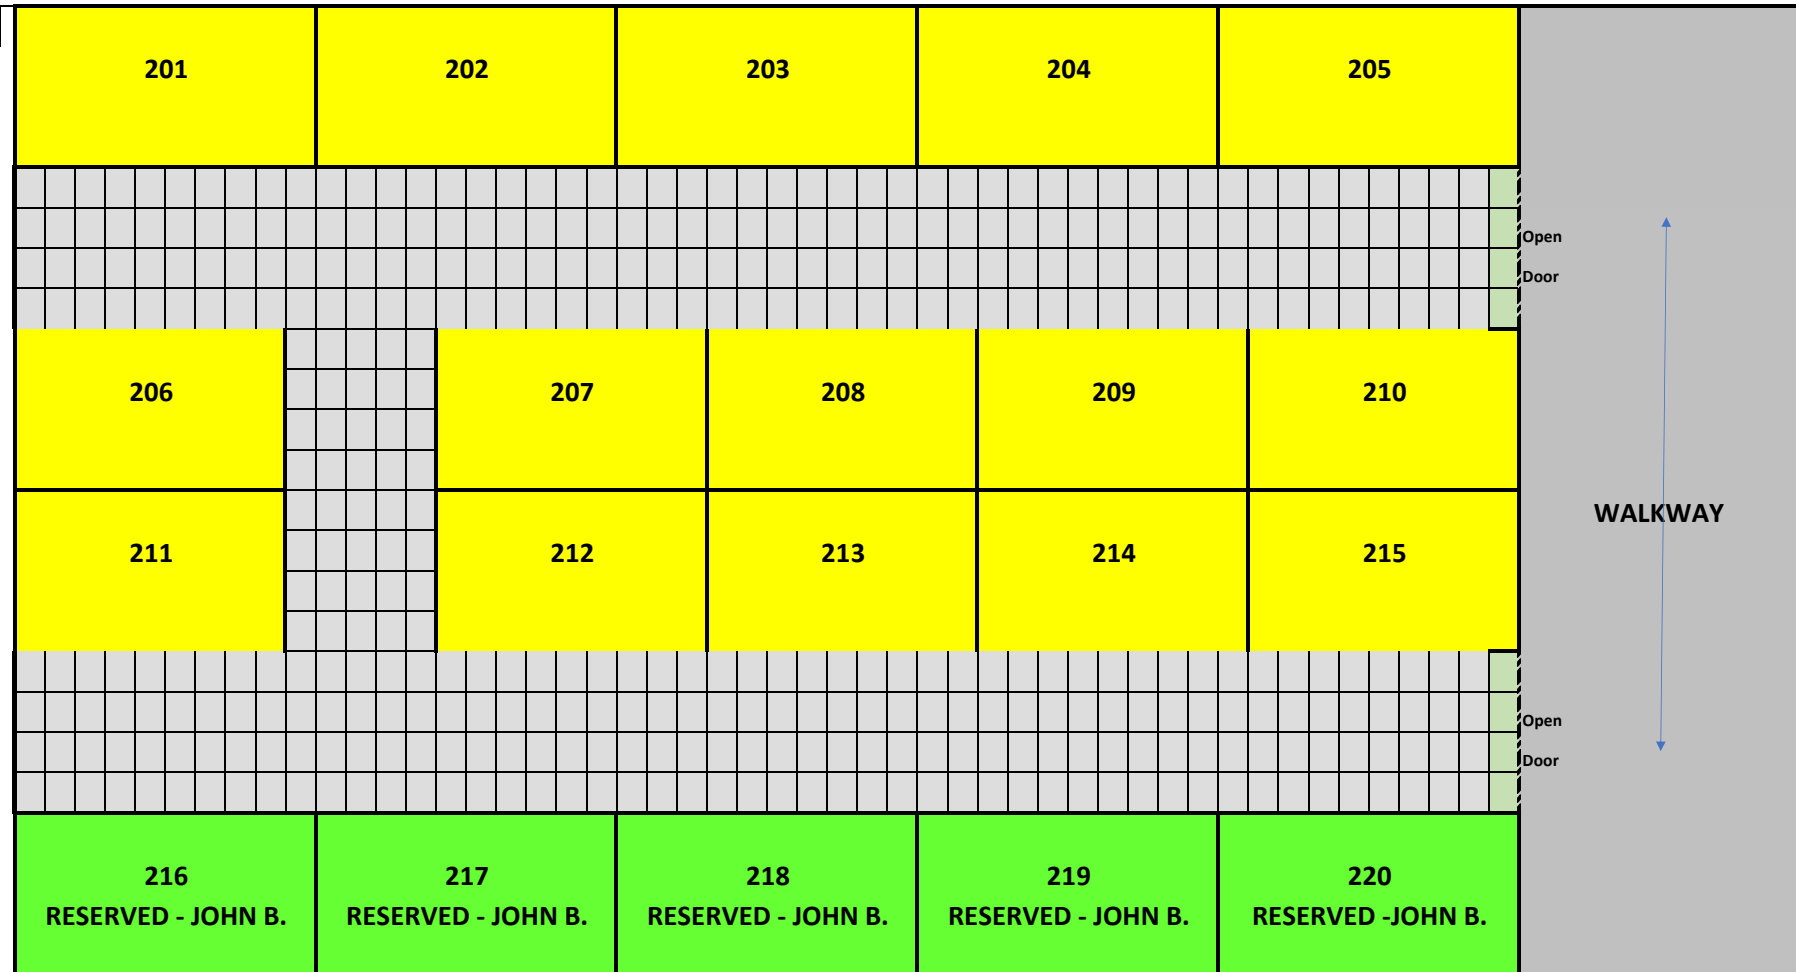 201
202
203
204
205
Open
Door
206
207
208
209
210
211
212
213
214
215
WALKWAY
Open
Door
216
RESERVED - JOHN B.
217
RESERVED - JOHN B.
218
RESERVED - JOHN B.
219
RESERVED - JOHN B.
220
RESERVED -JOHN B.